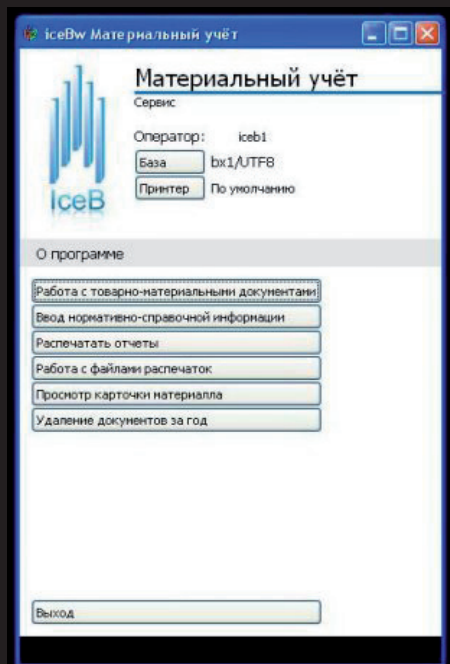 iceBw Материальный учёт
Материальный учёт
Сервис
Оператор: iceb1
База bx1/UTF8
Принтер По умолчанию
IceB
О программе
Работа с товарно-материальными документами
Ввод нормативно-справочной информации
Распечатать отчеты
Работа с файлами распечаток
Просмотр карточки материалла
Удаление документов за год
Выход